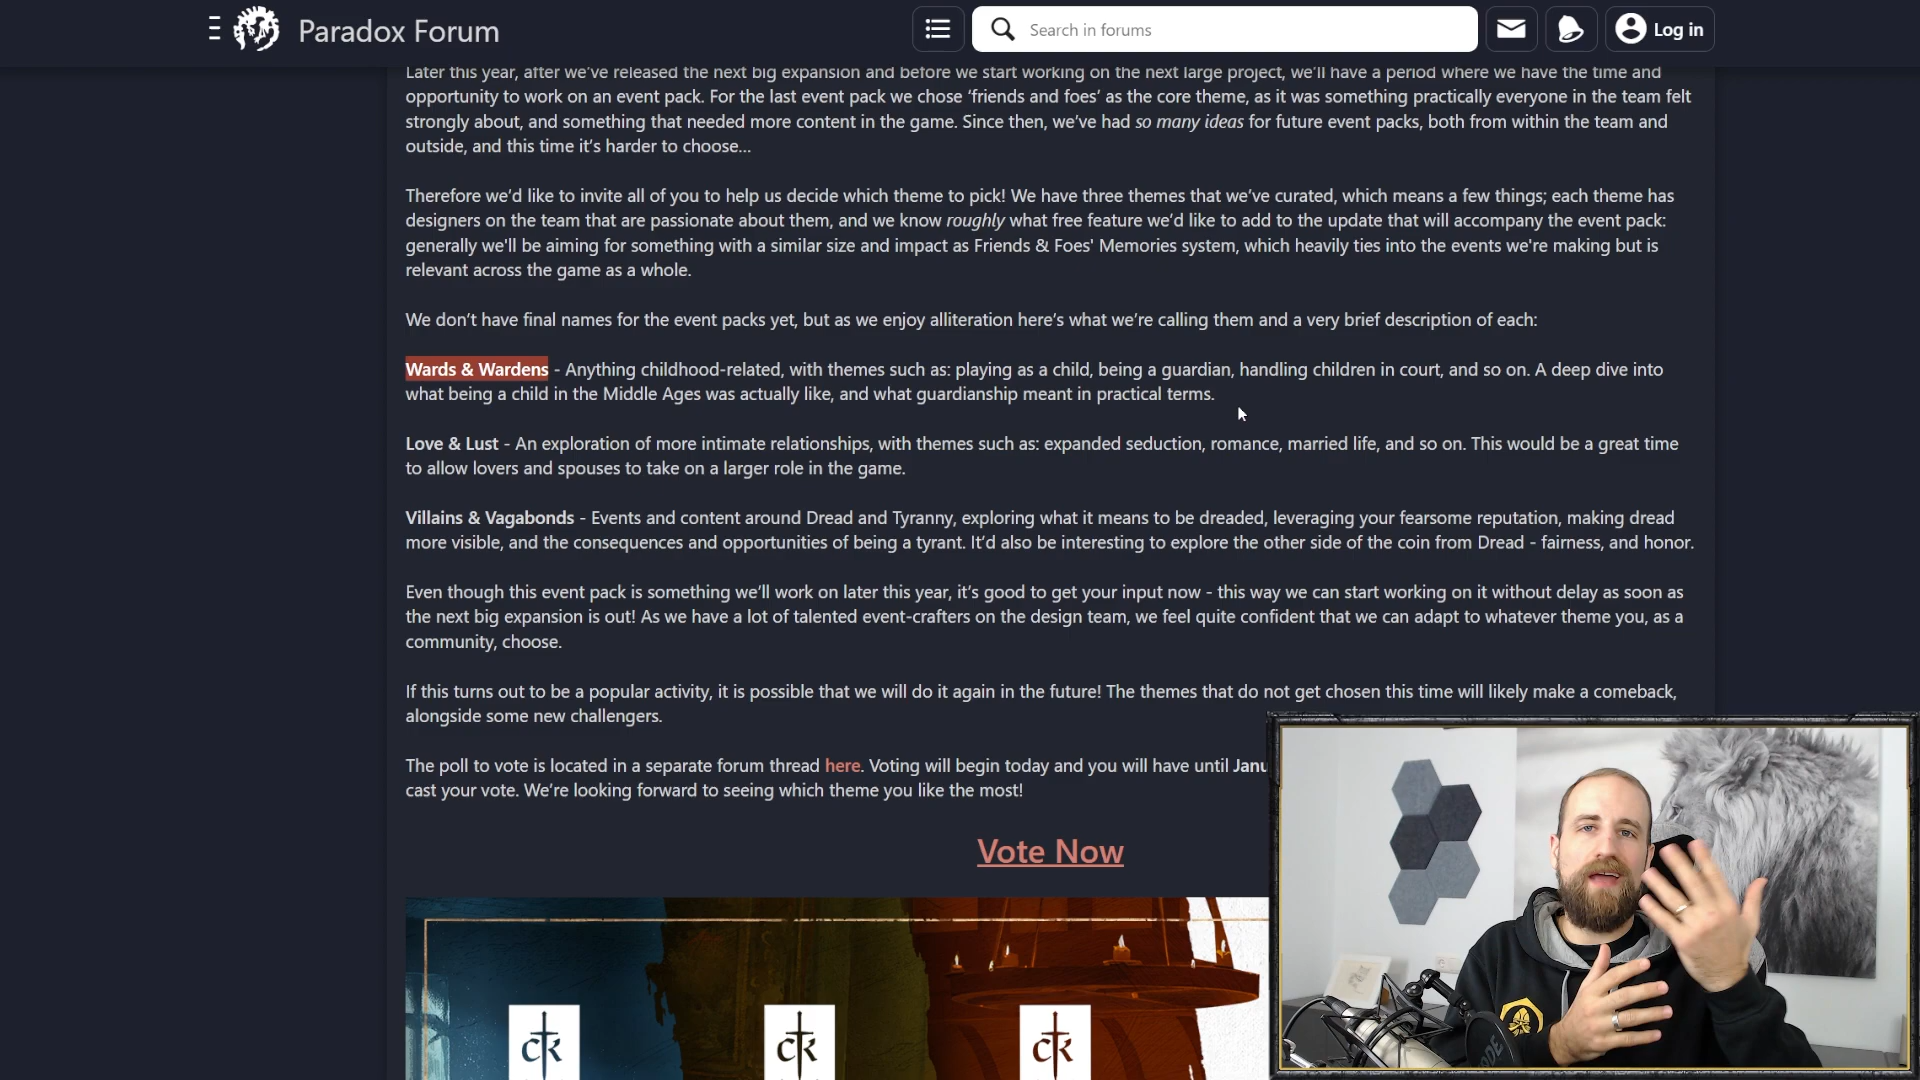 Paradox Forum
Search in forums
Log in
Later this year, after we've released the next big expansion and before we start working on the next large project, we'll have a period where we have the time and
opportunity to work on an event pack. For the last event pack we chose 'friends and foes' as the core theme, as it was something practically everyone in the team felt
strongly about, and something that needed more content in the game. Since then, we've had so many ideas for future event packs, both from within the team and
outside, and this time it's harder to choose...
Therefore we'd like to invite all of you to help us decide which theme to pick! We have three themes that we've curated, which means a few things; each theme has
designers on the team that are passionate about them, and we know roughly what free feature we'd like to add to the update that will accompany the event pack:
generally we'll be aiming for something with a similar size and impact as Friends & Foes' Memories system, which heavily ties into the events we're making but is
relevant across the game as a whole.
We don't have final names for the event packs yet, but as we enjoy alliteration here's what we're calling them and a very brief description of each:
Wards & Wardens - Anything childhood-related, with themes such as: playing as a child, being a guardian, handling children in court, and so on. A deep dive into
what being a child in the Middle Ages was actually like, and what guardianship meant in practical terms.
Love & Lust - An exploration of more intimate relationships, with themes such as: expanded seduction, romance, married life, and so on. This would be a great time
to allow lovers and spouses to take on a larger role in the game.
Villains & Vagabonds - Events and content around Dread and Tyranny, exploring what it means to be dreaded, leveraging your fearsome reputation, making dread
more visible, and the consequences and opportunities of being a tyrant. It'd also be interesting to explore the other side of the coin from Dread - fairness, and honor.
Even though this event pack is something we'll work on later this year, it's good to get your input now - this way we can start working on it without delay as soon as
the next big expansion is out! As we have a lot of talented event-crafters on the design team, we feel quite confident that we can adapt to whatever theme you, as a
community, choose.
If this turns out to be a popular activity, it is possible that we will do it again in the future! The themes that do not get chosen this time will likely make a comeback,
alongside some new challengers.
The poll to vote is located in a separate forum thread here. Voting will begin today and you will have until Janu
cast your vote. We're looking forward to seeing which theme you like the most!
Vote Now
CK CK CK